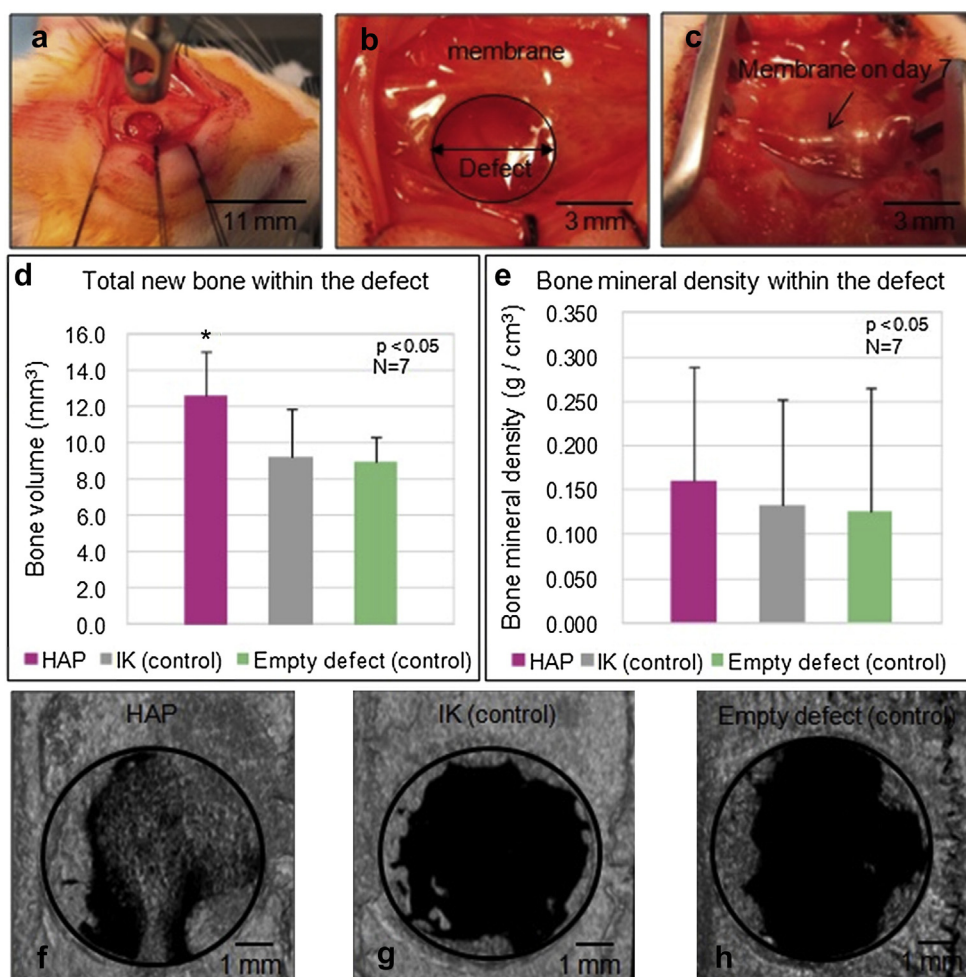 a
11 mm
b
membrane
Defect
3 mm
c
Membrane on day 7
3 mm
d Total new bone within the defect
Bone volume (mm³)
16.0
14.0
12.0
10.0
8.0
6.0
4.0
2.0
0.0
*
p <0.05
N=7
HAP IK (control) Empty defect (control)
e Bone mineral density within the defect
Bone mineral density (g / cm³)
0.350
0.300
0.250
0.200
0.150
0.100
0.050
0.000
p <0.05
N=7
HAP IK (control) Empty defect (control)
HAP
f
1 mm
IK (control)
g
1 mm
Empty defect (control)
h
1 mm